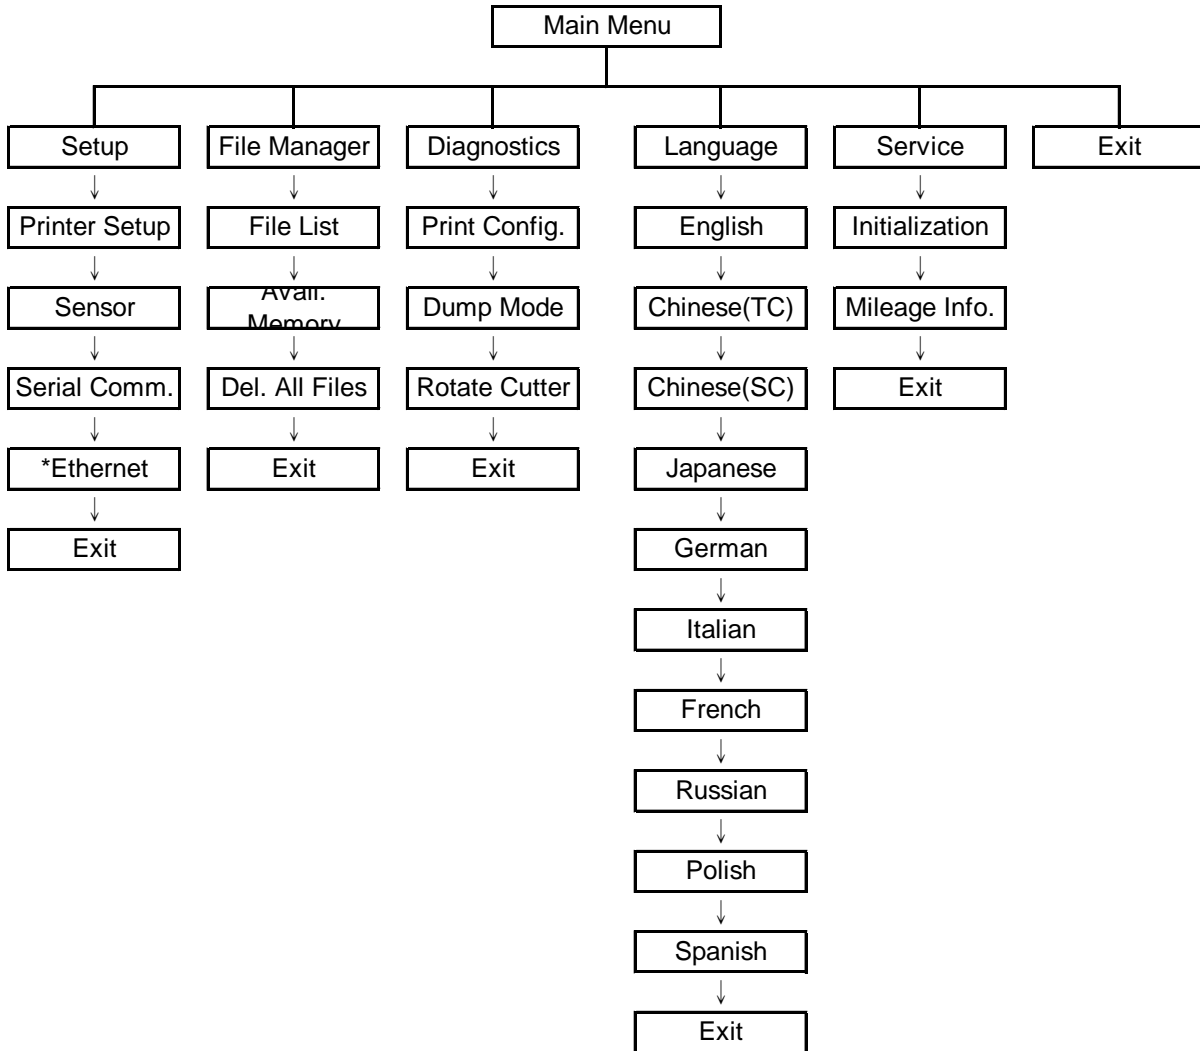 Main Menu
Setup
File Manager
Diagnostics
Language
Service
Exit
Printer Setup
File List
Print Config.
English
Initialization
Sensor
Avail.
Memory
Dump Mode
Chinese(TC)
Mileage Info.
Serial Comm.
Del. All Files
Rotate Cutter
Chinese(SC)
Exit
*Ethernet
Exit
Exit
Japanese
Exit
German
Italian
French
Russian
Polish
Spanish
Exit